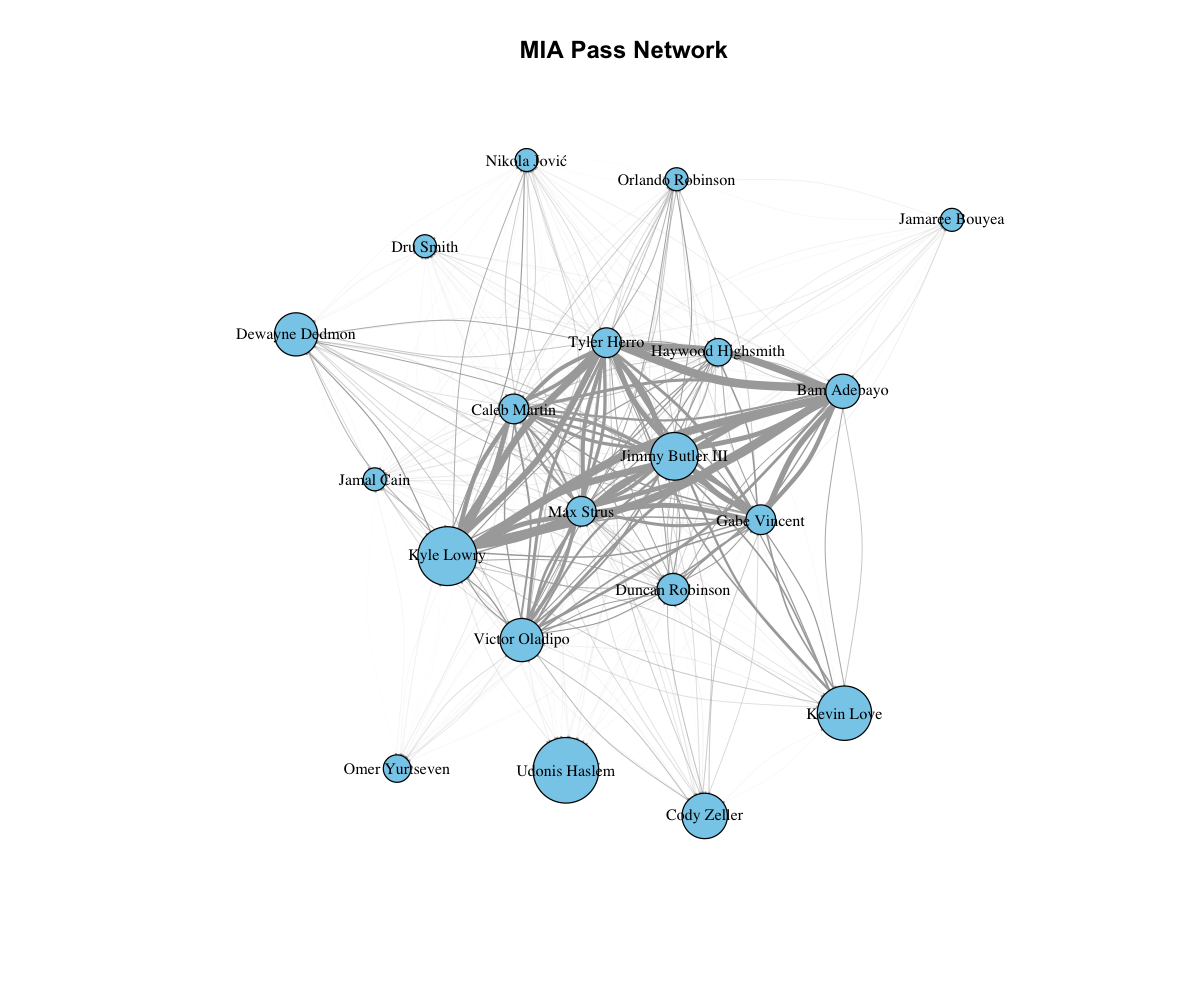 MIA Pass Network
Nikola Jović
Orlando Robinson
Jamaree Bouyea
Dru Smith
Dewayne Dedmon
Tyler Herro
Haywood Highsmith
Bam Adebayo
Caleb Martin
Jimmy Butler III
Jamal Cain
Max Strus
Gabe Vincent
Kyle Lowry
Duncan Robinson
Victor Oladipo
Kevin Love
Omer Yurtseven
Udonis Haslem
Cody Zeller